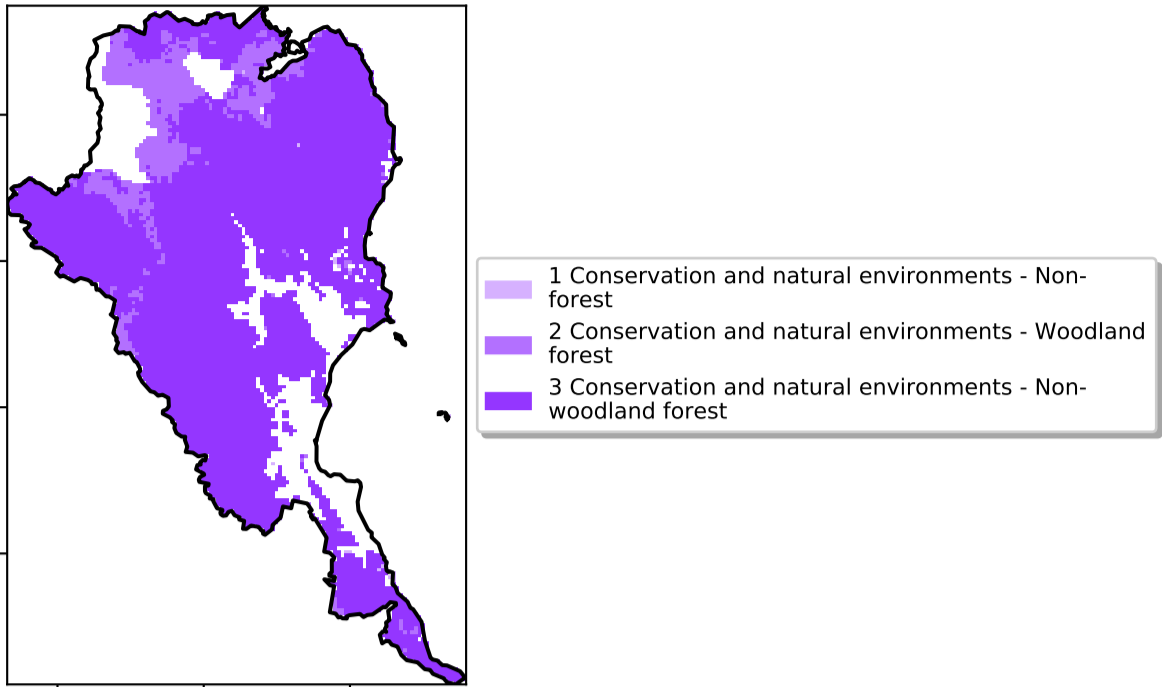 1 Conservation and natural environments - Non-
forest
2 Conservation and natural environments - Woodland
forest
3 Conservation and natural environments - Non-
woodland forest